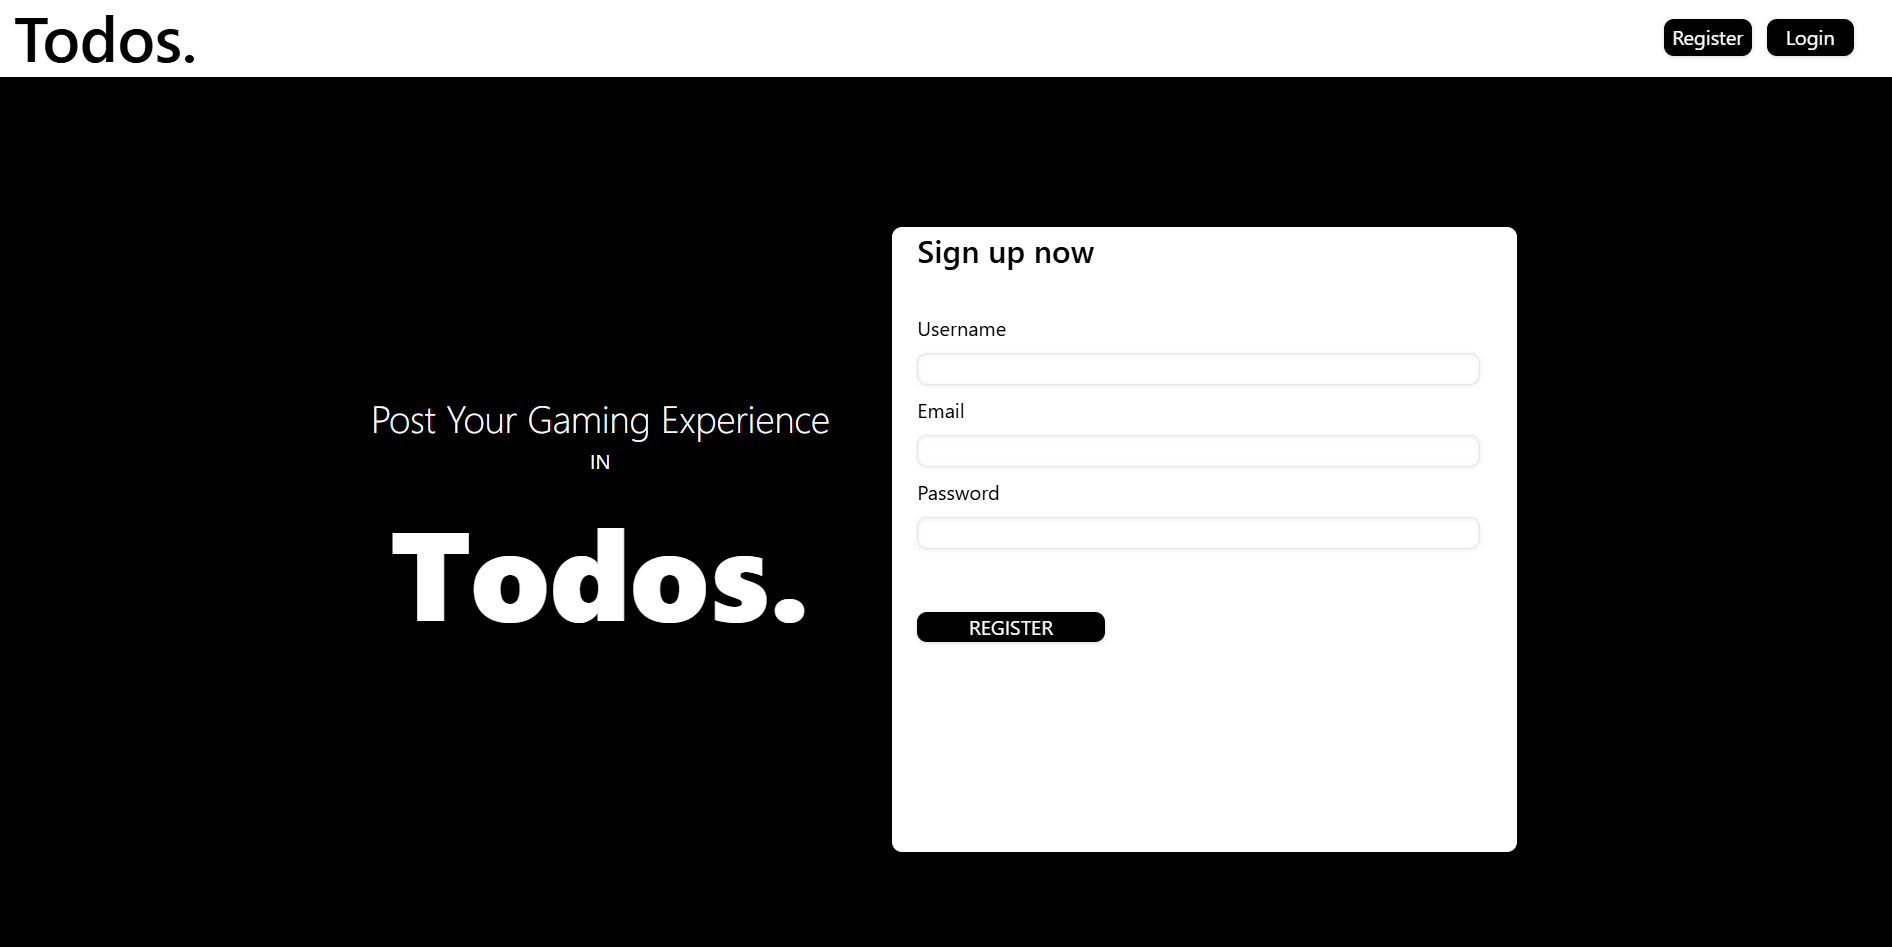 Todos.
Register
Login
Post Your Gaming Experience
IN
Todos.
Sign up now
Username
Email
Password
REGISTER